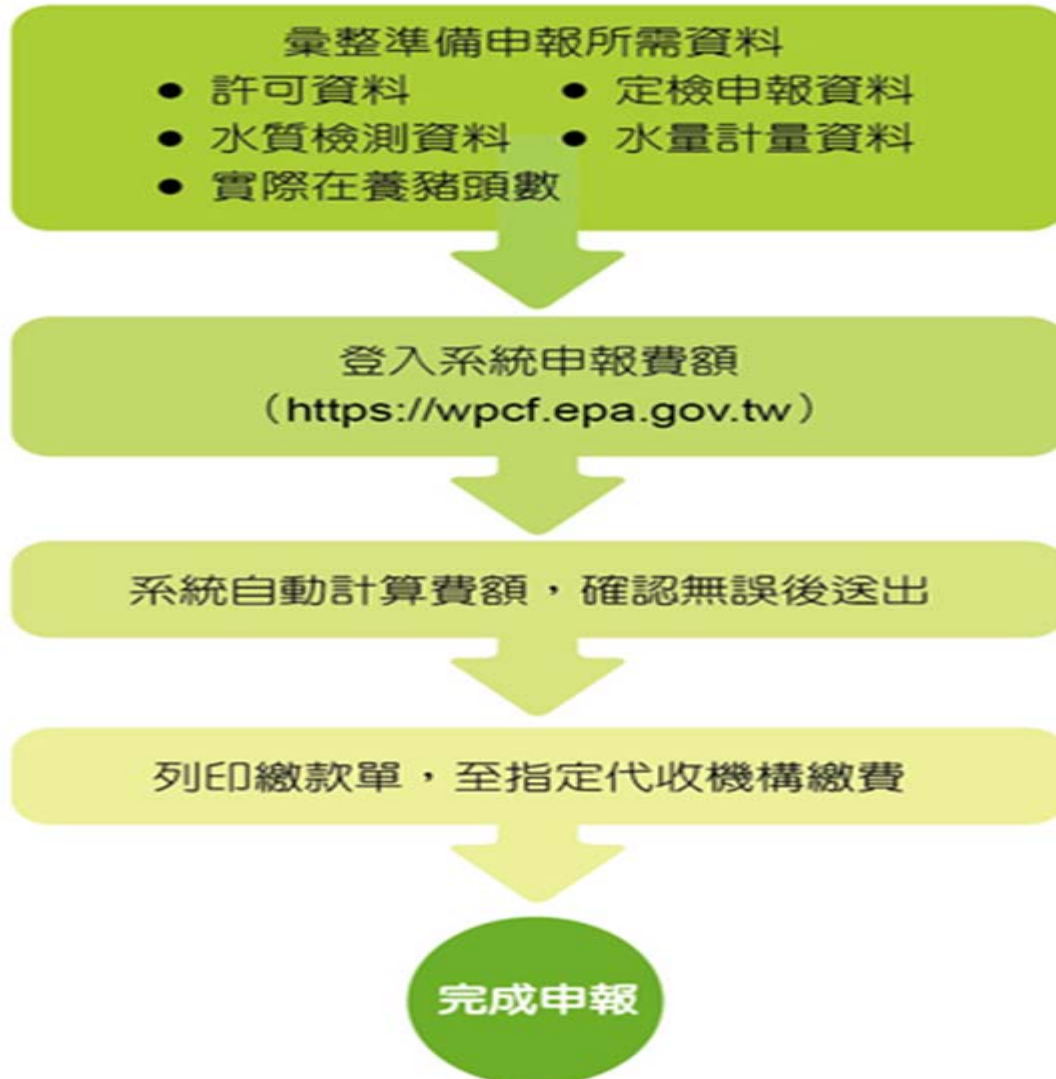 彙整準備申報所需資料
● 許可資料 ● 定檢申報資料
● 水質檢測資料 ● 水量計量資料
● 實際在養豬頭數
登入系統申報費額
（https://wpcf.epa.gov.tw）
系統自動計算費額，確認無誤後送出
列印繳款單，至指定代收機構繳費
完成申報